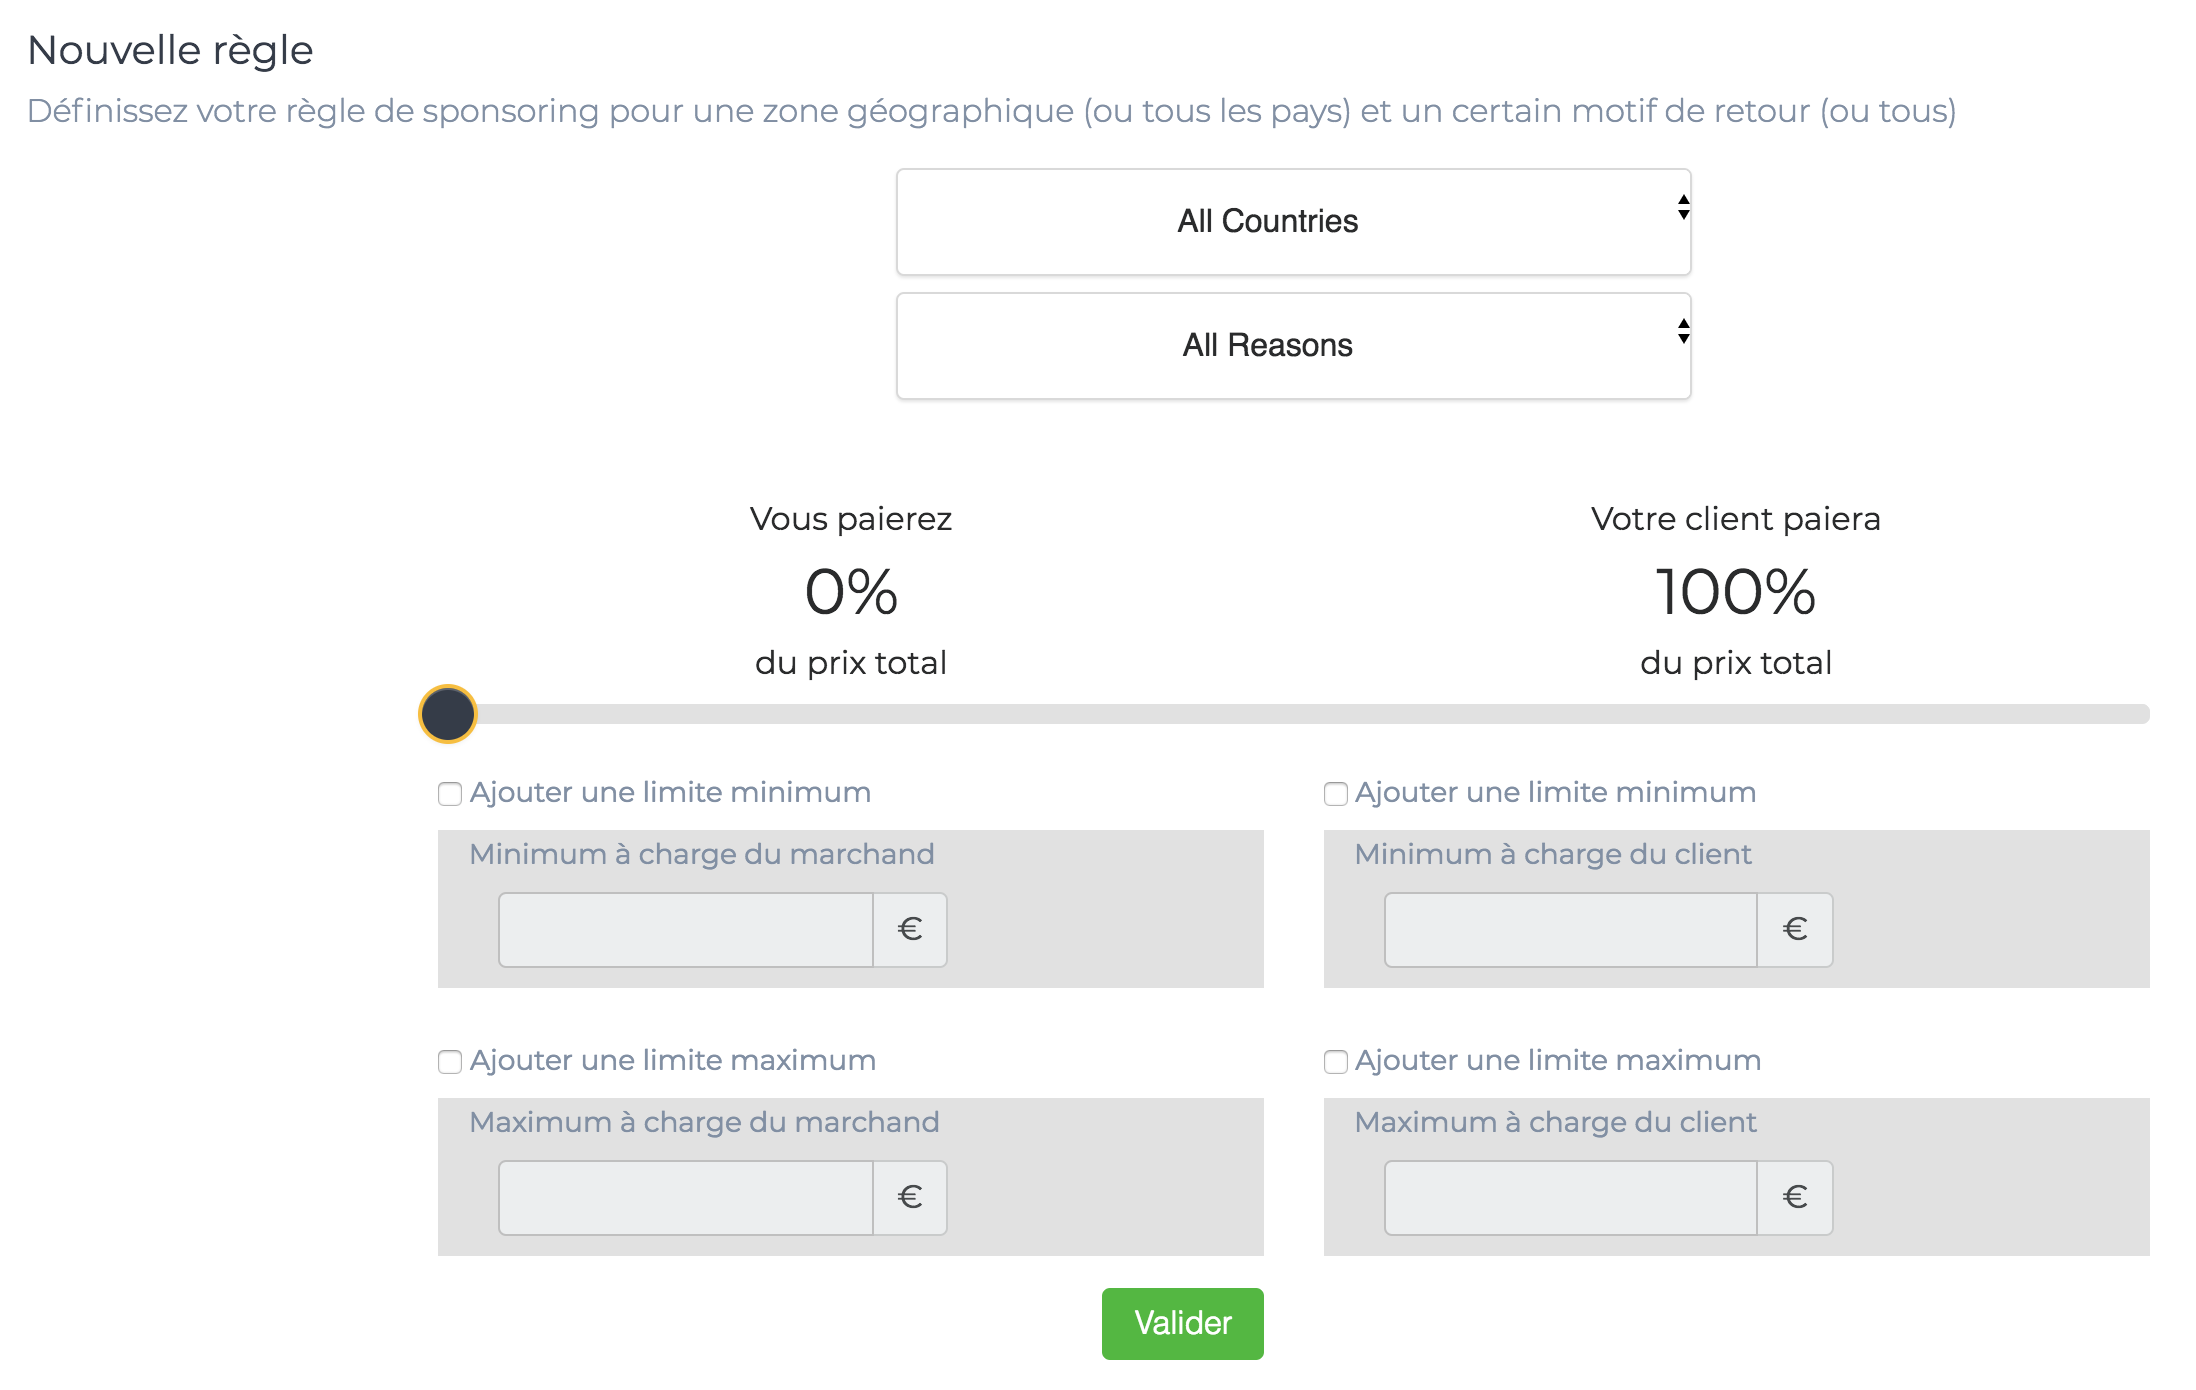 Nouvelle règle
Définissez votre règle de sponsoring pour une zone géographique (ou tous les pays) et un certain motif de retour (ou tous)
All Countries
All Reasons
Vous paierez
0%
du prix total
Votre client paiera
100%
du prix total
Ajouter une limite minimum
Minimum à charge du marchand
€
Ajouter une limite minimum
Minimum à charge du client
€
Ajouter une limite maximum
Maximum à charge du marchand
€
Ajouter une limite maximum
Maximum à charge du client
€
Valider